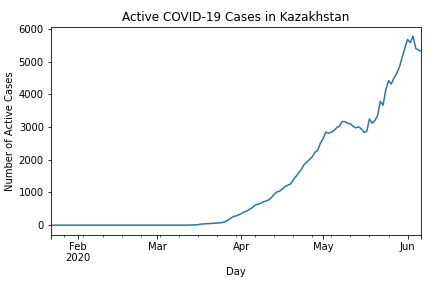 Active COVID-19 Cases in Kazakhstan
6000
5000
4000
3000
2000
1000
0
Number of Active Cases
Feb
2020
Mar
Apr
May
Jun
Day